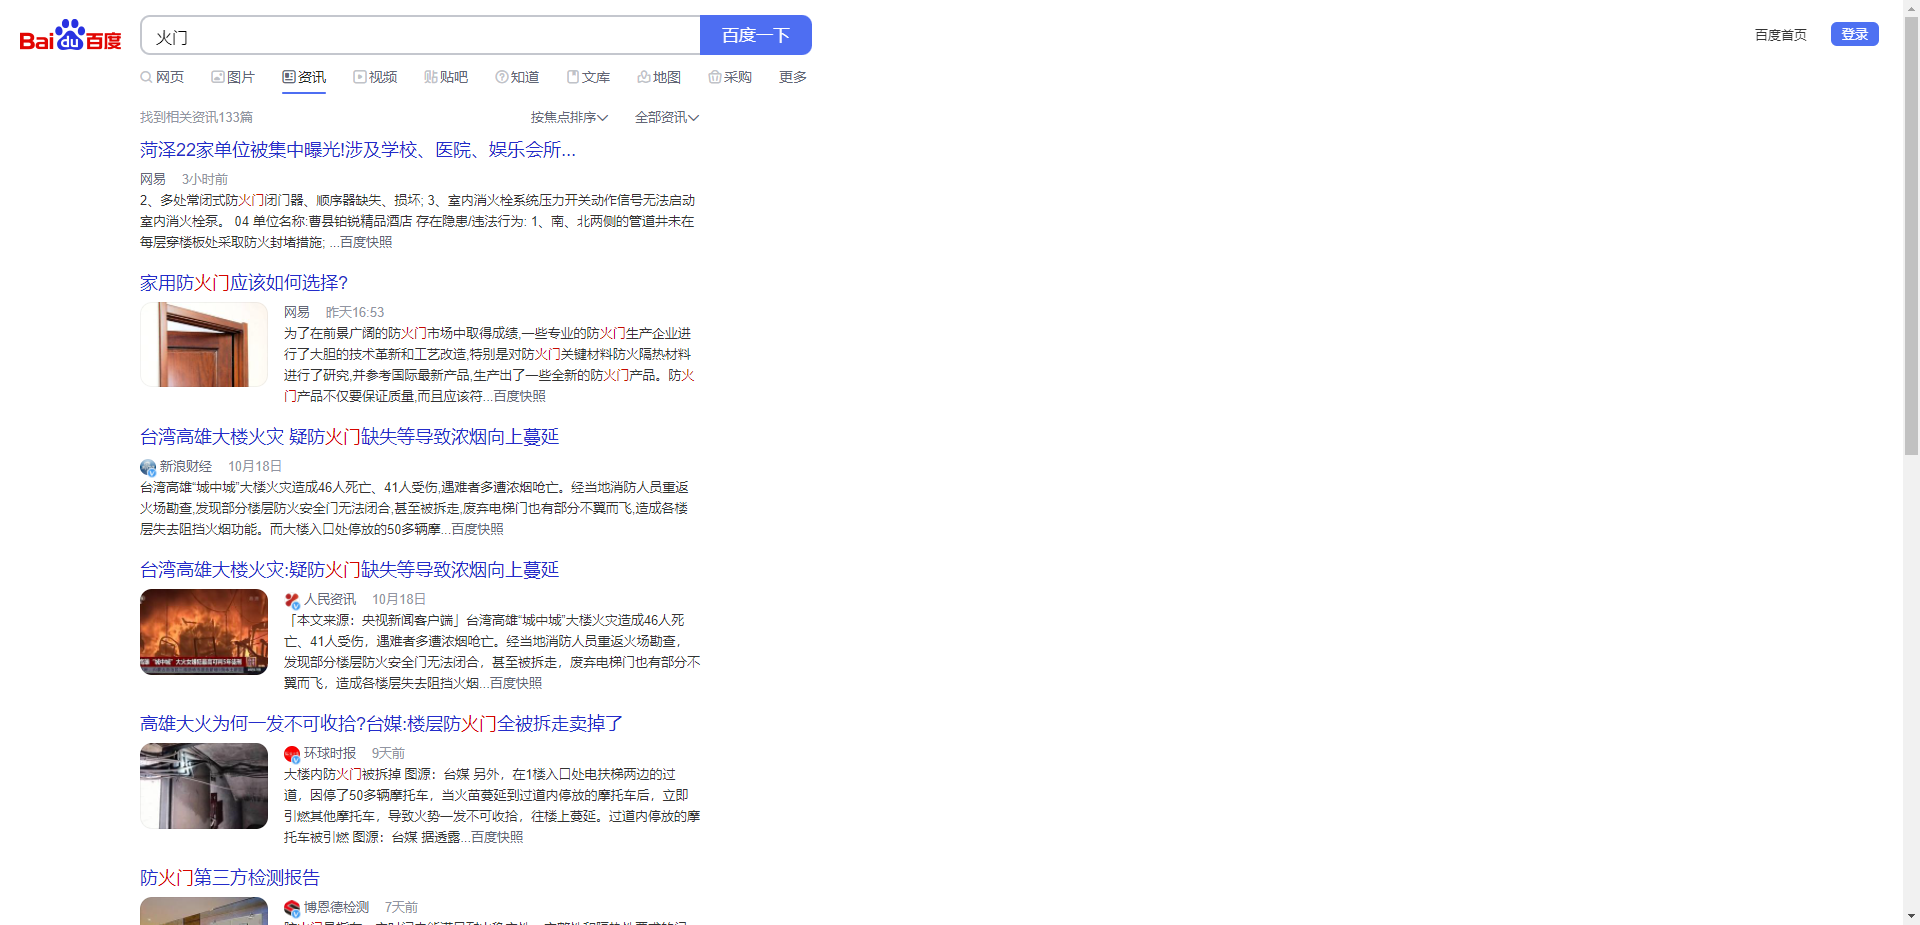 Bai du 百度
火门
百度一下
百度首页
登录
网页 图片 资讯 视频 贴吧 知道 文库 地图 采购 更多
找到相关资讯133篇
按焦点排序
全部资讯
菏泽22家单位被集中曝光!涉及学校、医院、娱乐会所...
网易 3小时前
2、多处常闭式防火门闭门器、顺序器缺失、损坏; 3、室内消火栓系统压力开关动作信号无法启动
室内消火栓泵。 04 单位名称:曹县铂锐精品酒店 存在隐患/违法行为: 1、南、北两侧的管道井未在
每层穿楼板处采取防火封堵措施; ...百度快照
家用防火门应该如何选择?
网易 昨天16:53
为了在前景广阔的防火门市场中取得成绩,一些专业的防火门生产企业进
行了大胆的技术革新和工艺改造,特别是对防火门关键材料防火隔热材料
进行了研究,并参考国际最新产品,生产出了一些全新的防火门产品。防火
门产品不仅要保证质量,而且应该符...百度快照
台湾高雄大楼火灾 疑防火门缺失等导致浓烟向上蔓延
新浪财经 10月18日
台湾高雄“城中城”大楼火灾造成46人死亡、41人受伤,遇难者多遭浓烟呛亡。经当地消防人员重返
火场勘查,发现部分楼层防火安全门无法闭合,甚至被拆走,废弃电梯门也有部分不翼而飞,造成各楼
层失去阻挡火烟功能。而大楼入口处停放的50多辆摩...百度快照
台湾高雄大楼火灾:疑防火门缺失等导致浓烟向上蔓延
人民资讯 10月18日
「本文来源：央视新闻客户端」台湾高雄“城中城”大楼火灾造成46人死
亡、41人受伤，遇难者多遭浓烟呛亡。经当地消防人员重返火场勘查，
发现部分楼层防火安全门无法闭合，甚至被拆走，废弃电梯门也有部分不
翼而飞，造成各楼层失去阻挡火烟...百度快照
高雄大火为何一发不可收拾?台媒:楼层防火门全被拆走卖掉了
环球时报 9天前
大楼内防火门被拆掉 图源：台媒 另外，在1楼入口处电扶梯两边的过
道，因停了50多辆摩托车，当火苗蔓延到过道内停放的摩托车后，立即
引燃其他摩托车，导致火势一发不可收拾，往楼上蔓延。过道内停放的摩
托车被引燃 图源：台媒 据透露...百度快照
防火门第三方检测报告
博恩德检测 7天前